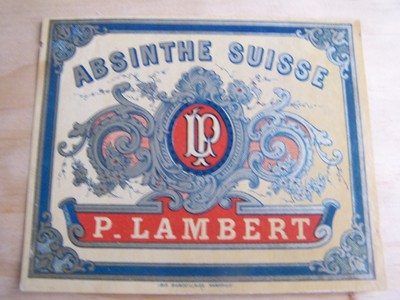 ABSINTHE SUISSE
LP
P. LAMBERT